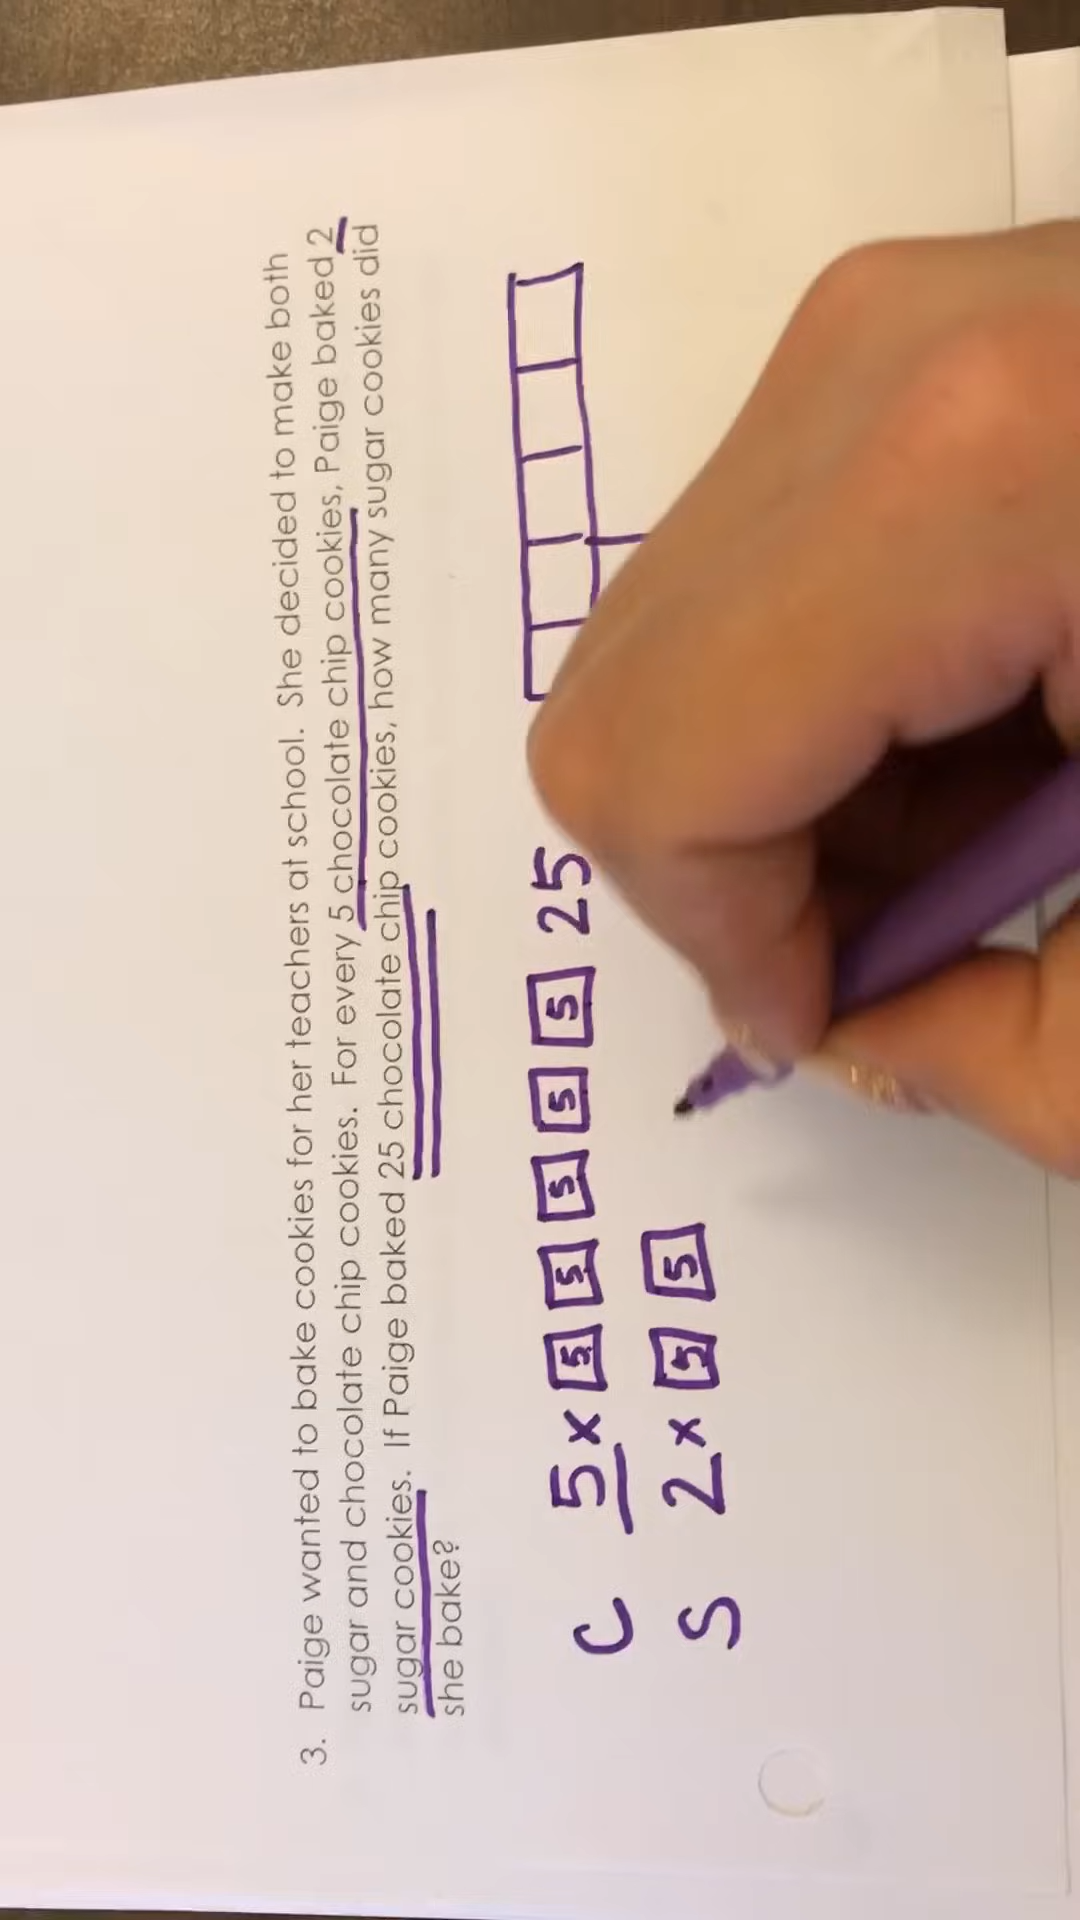 3. Paige wanted to bake cookies for her teachers at school. She decided to make both
sugar and chocolate chip cookies. For every 5 chocolate chip cookies, Paige baked 2
sugar cookies. If Paige baked 25 chocolate chip cookies, how many sugar cookies did
she bake?
C 5 x 5 5 5 5 5 25
S 2 x 5 5